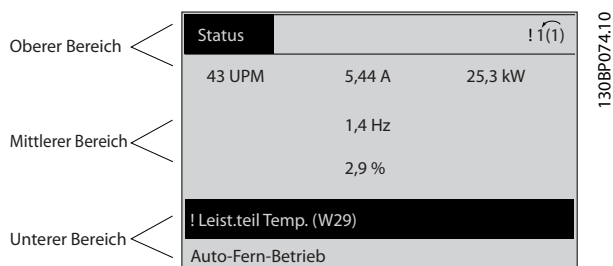 Oberer Bereich
Status
! 1(1)
43 UPM 5,44 A 25,3 kW
Mittlerer Bereich
1,4 Hz
2,9 %
! Leist.teil Temp. (W29)
Unterer Bereich
Auto-Fern-Betrieb
130BP074.10